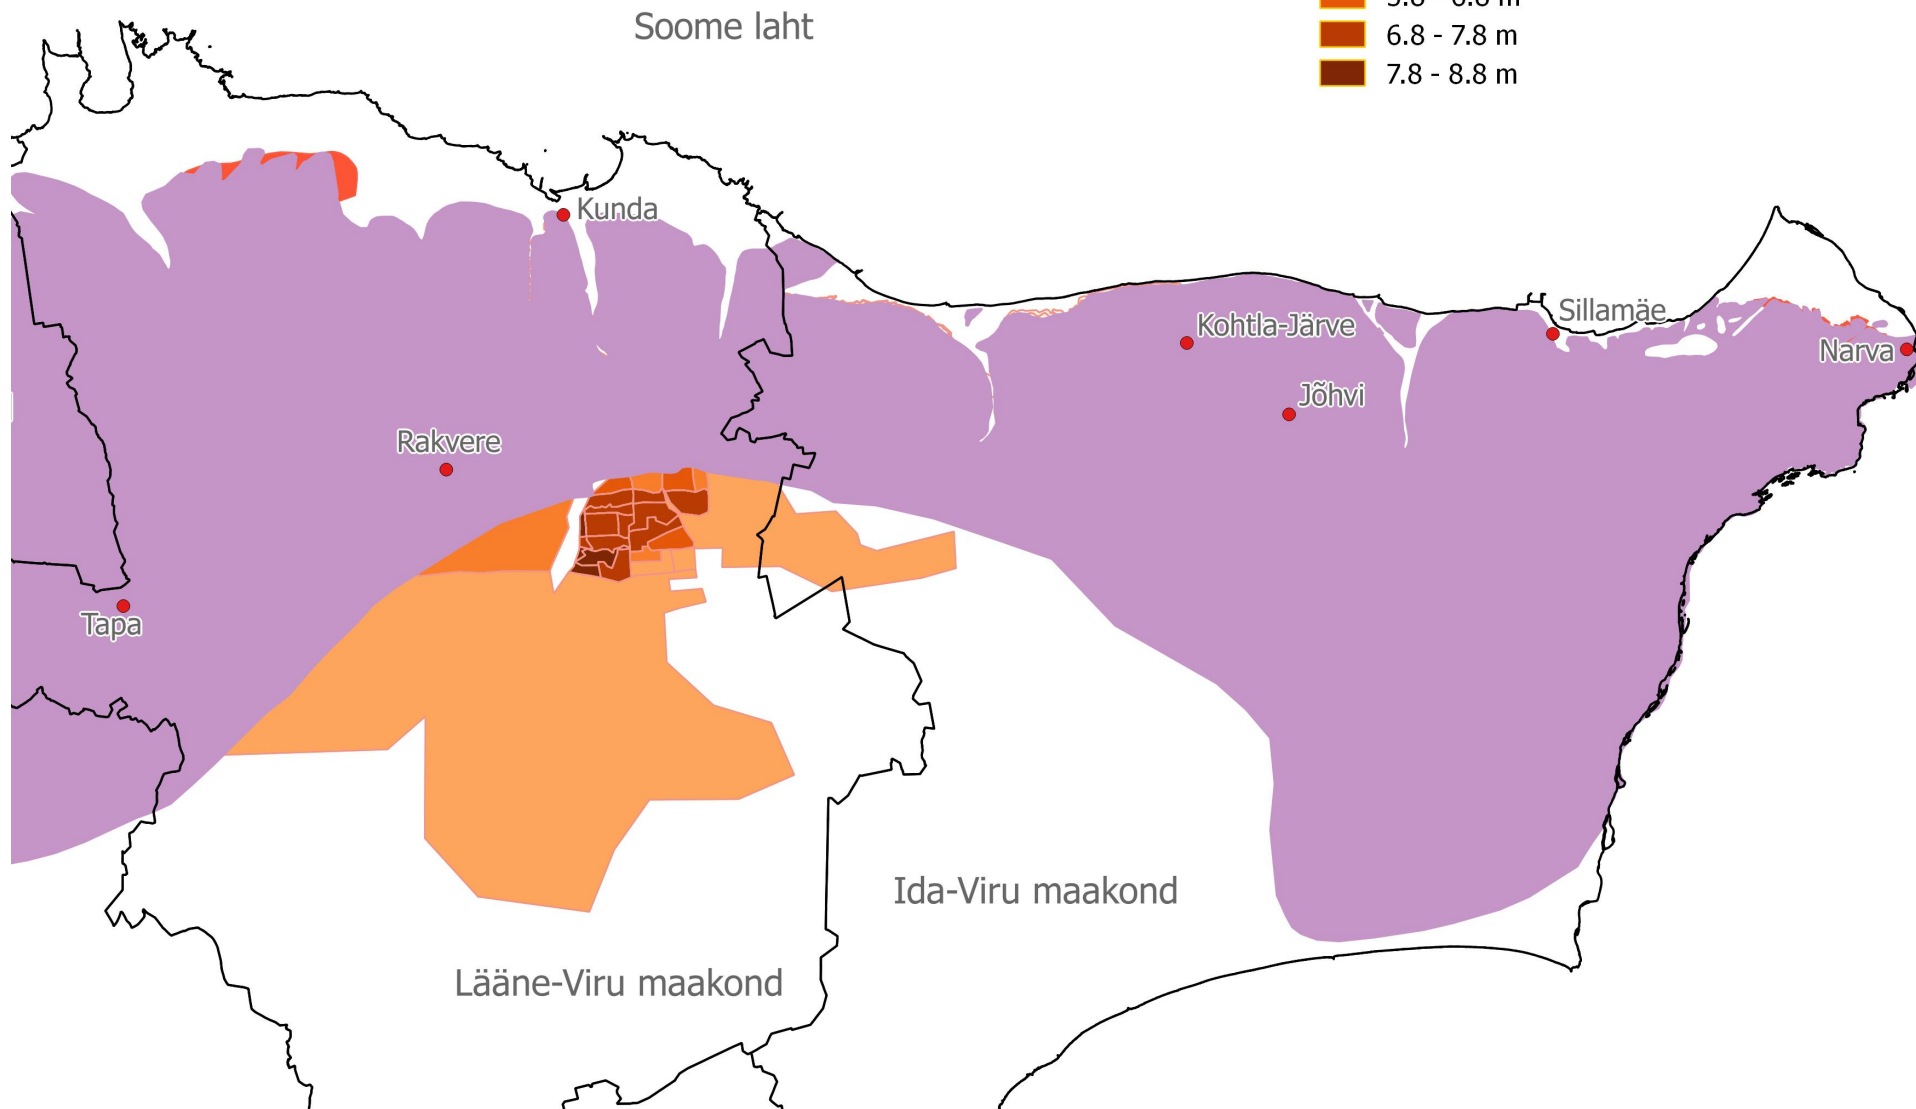 Soome laht
6.8 - 7.8 m
7.8 - 8.8 m
Kunda
Sillamäe
Kohtla-Järve
Narva
Jõhvi
Rakvere
Tapa
Ida-Viru maakond
Lääne-Viru maakond